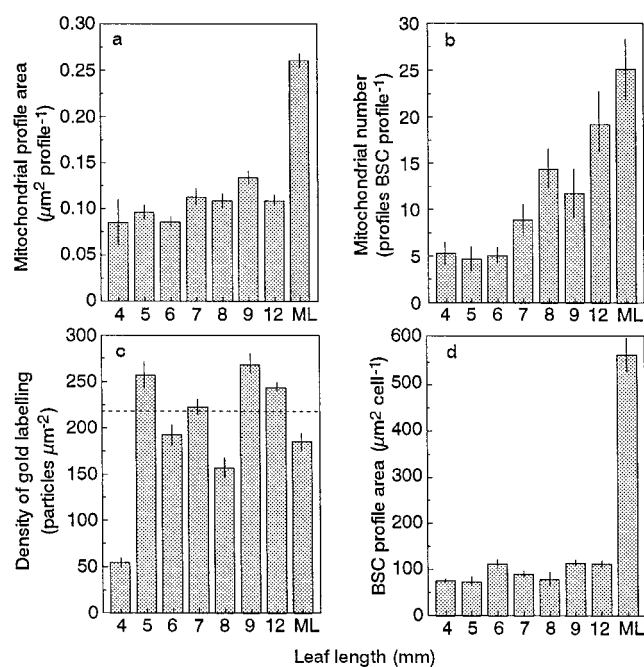 a
Mitochondrial profile area
(µm² profile⁻¹)
0.30
0.25
0.20
0.15
0.10
0.05
0
4 5 6 7 8 9 12 ML
b
Mitochondrial number
(profiles BSC profile⁻¹)
30
25
20
15
10
5
0
4 5 6 7 8 9 12 ML
c
Density of gold labelling
(particles µm⁻²)
300
250
200
250
200
150
100
50
0
4 5 6 7 8 9 12 ML
d
BSC profile area (µm² cell⁻¹)
600
500
400
300
200
100
0
4 5 6 7 8 9 12 ML
Leaf length (mm)